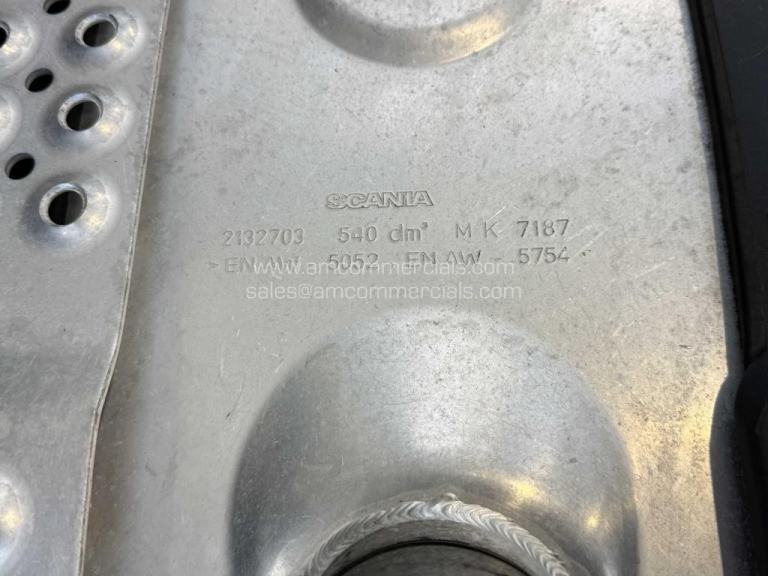 SCANIA
2132703 540 dm³ M K 7187
>EN AW 5052 EN AW - 5754
www.amcommercials.com
sales@amcommercials.com